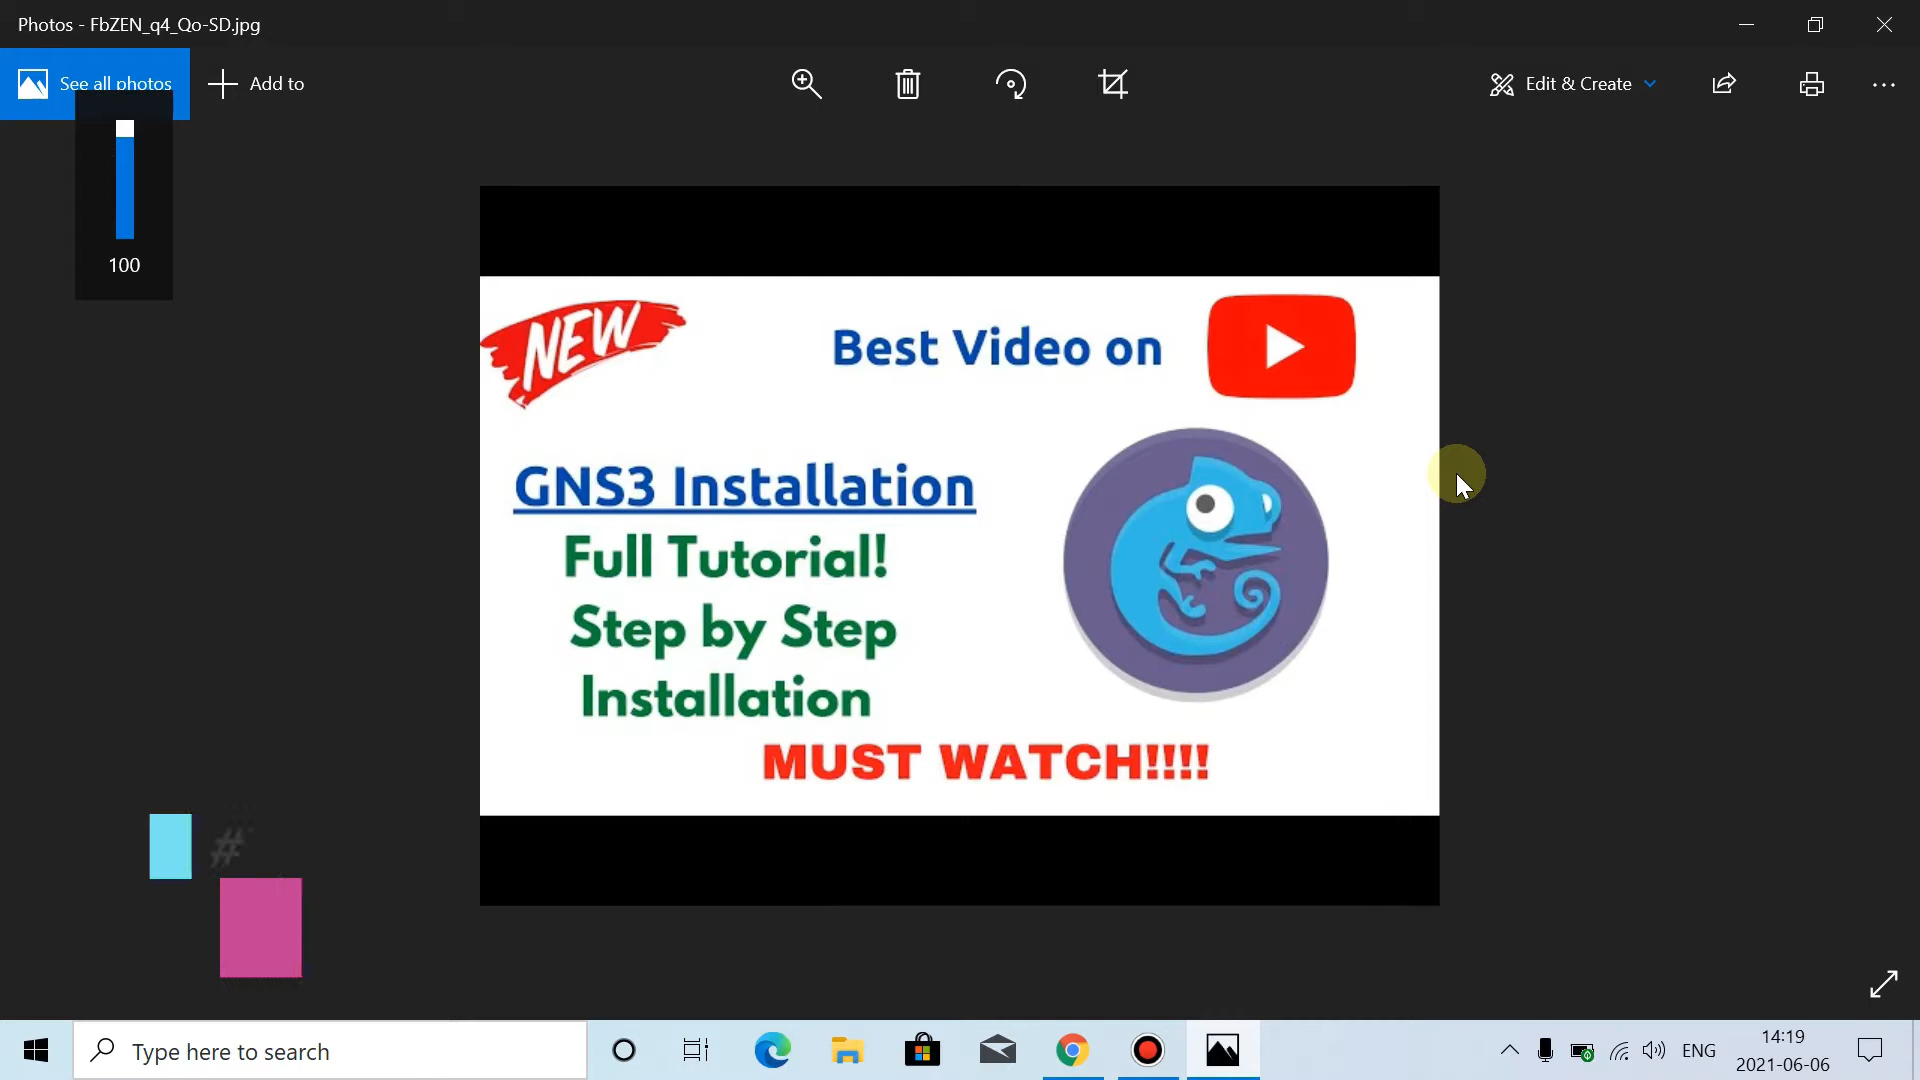 Photos - FbZEN_q4_Qo-SD.jpg
See all photos
Add to
Edit & Create
100
NEW
Best Video on
GNS3 Installation
Full Tutorial!
Step by Step
Installation
MUST WATCH!!!!
#
Type here to search
ENG
14:19
2021-06-06